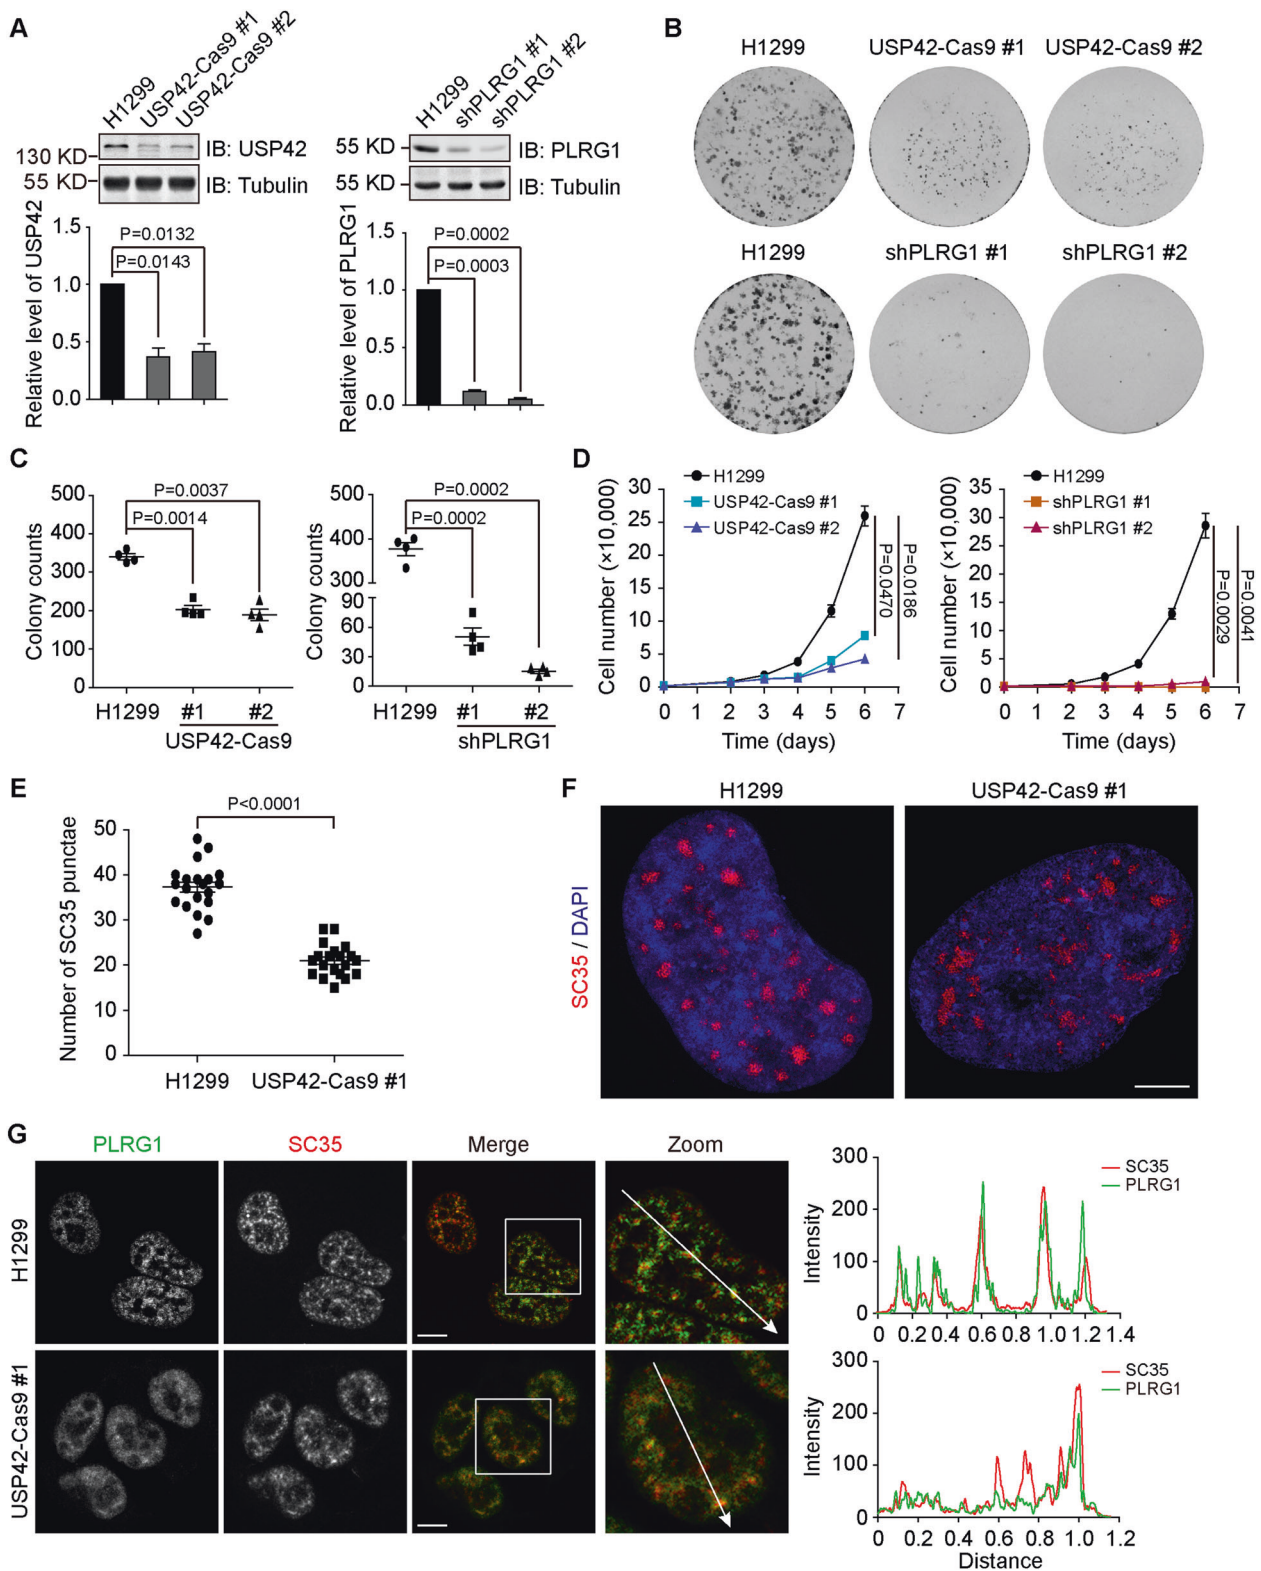 A
H1299
USP42-Cas9 #1
USP42-Cas9 #2
130 KD
IB: USP42
55 KD
IB: Tubulin
Relative level of USP42
1.5
1.0
0.5
0.0
P=0.0132
P=0.0143
H1299
shPLRG1 #1
shPLRG1 #2
55 KD
IB: PLRG1
55 KD
IB: Tubulin
Relative level of PLRG1
1.5
1.0
0.5
0.0
P=0.0002
P=0.0003
B
H1299
USP42-Cas9 #1
USP42-Cas9 #2
H1299
shPLRG1 #1
shPLRG1 #2
C
Colony counts
500
400
300
200
100
0
P=0.0037
P=0.0014
H1299
#1
#2
USP42-Cas9
Colony counts
500
400
300
90
60
30
0
P=0.0002
P=0.0002
H1299
#1
#2
shPLRG1
D
Cell number (×10,000)
30
25
20
15
10
5
0
H1299
USP42-Cas9 #1
USP42-Cas9 #2
P=0.0470
P=0.0186
0 1 2 3 4 5 6 7
Time (days)
Cell number (×10,000)
35
30
25
20
15
10
5
0
H1299
shPLRG1 #1
shPLRG1 #2
P=0.0029
P=0.0041
0 1 2 3 4 5 6 7
Time (days)
E
Number of SC35 punctae
50
40
30
20
10
0
P<0.0001
H1299
USP42-Cas9 #1
F
H1299
USP42-Cas9 #1
SC35 / DAPI
G
PLRG1
SC35
Merge
Zoom
H1299
USP42-Cas9 #1
Intensity
300
200
100
0
SC35
PLRG1
0 0.2 0.4 0.6 0.8 1.0 1.2 1.4
Intensity
300
200
100
0
SC35
PLRG1
0 0.2 0.4 0.6 0.8 1.0 1.2
Distance